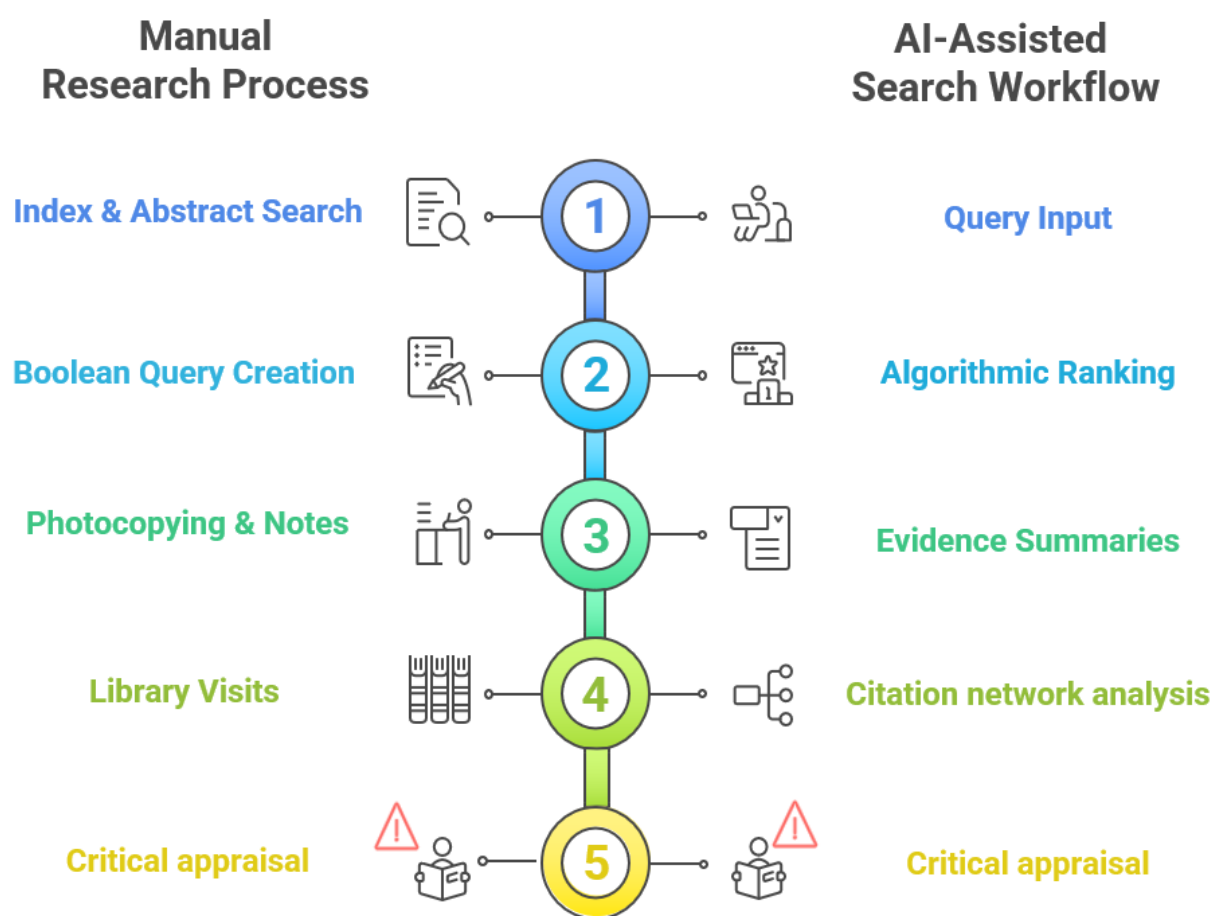 Manual
Research Process
AI-Assisted
Search Workflow
Index & Abstract Search
1
Query Input
Boolean Query Creation
2
1
Algorithmic Ranking
Photocopying & Notes
3
Evidence Summaries
Library Visits
4
Citation network analysis
!
!
Critical appraisal
5
Critical appraisal